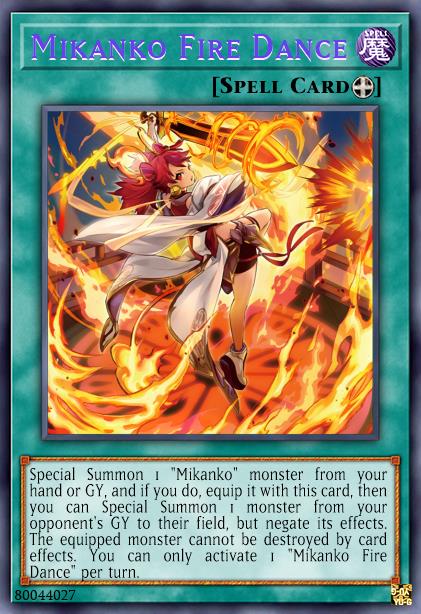 Mikanko Fire Dance
SPELL
魔
[Spell Card]
Special Summon 1 "Mikanko" monster from your
hand or GY, and if you do, equip it with this card, then
you can Special Summon 1 monster from your
opponent's GY to their field, but negate its effects.
The equipped monster cannot be destroyed by card
effects. You can only activate 1 "Mikanko Fire
Dance" per turn.
80044027